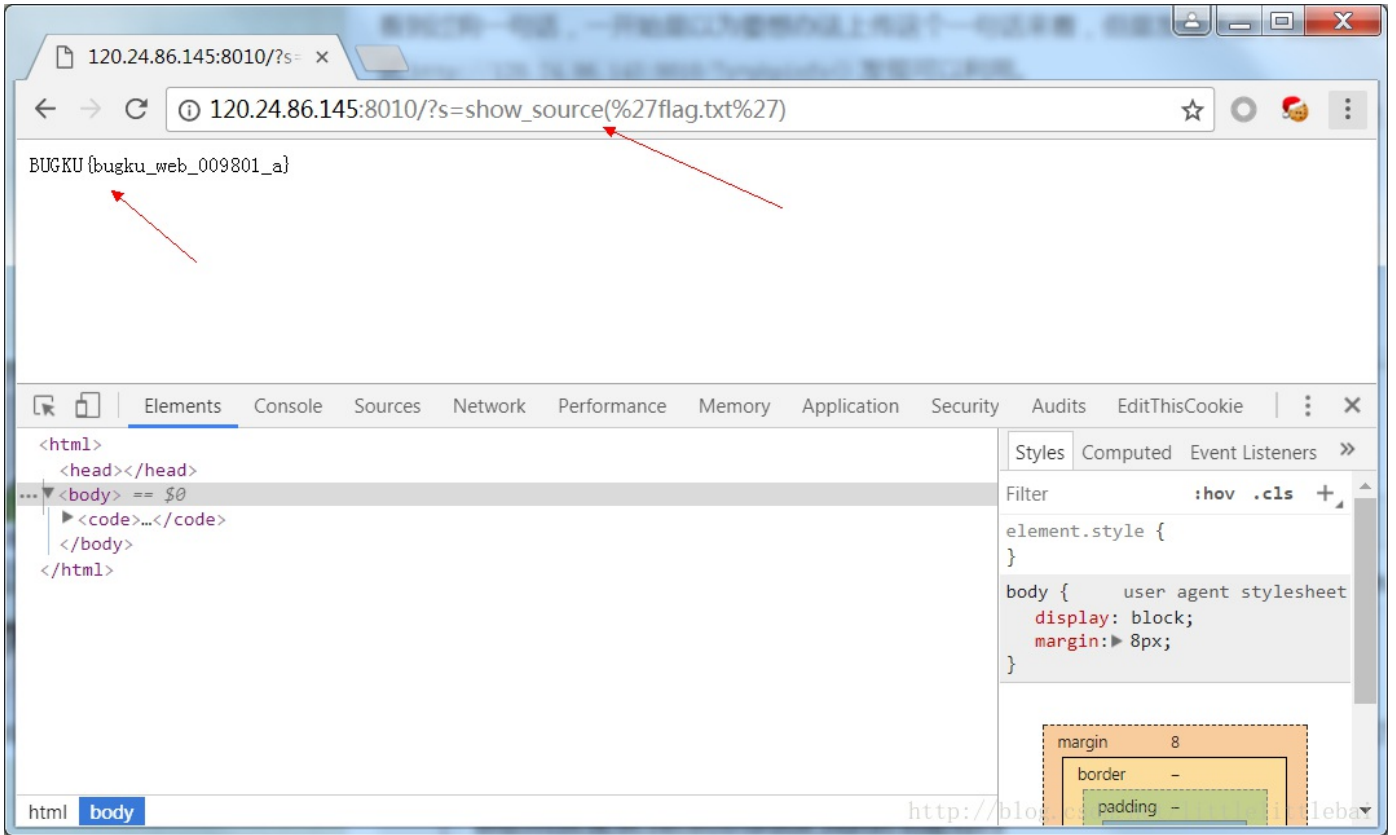 120.24.86.145:8010/?s=
120.24.86.145:8010/?s=show_source(%27flag.txt%27)
BUGKU{bugku_web_009801_a}
Elements Console Sources Network Performance Memory Application Security Audits EditThisCookie
<html>
<head></head>
... ▼<body> == $0
▶<code>…</code>
</body>
</html>
Styles Computed Event Listeners »
Filter :hov .cls +
element.style {
}
body { user agent stylesheet
display: block;
margin:▶ 8px;
}
margin 8
border –
padding –
html body
http://blog.cs